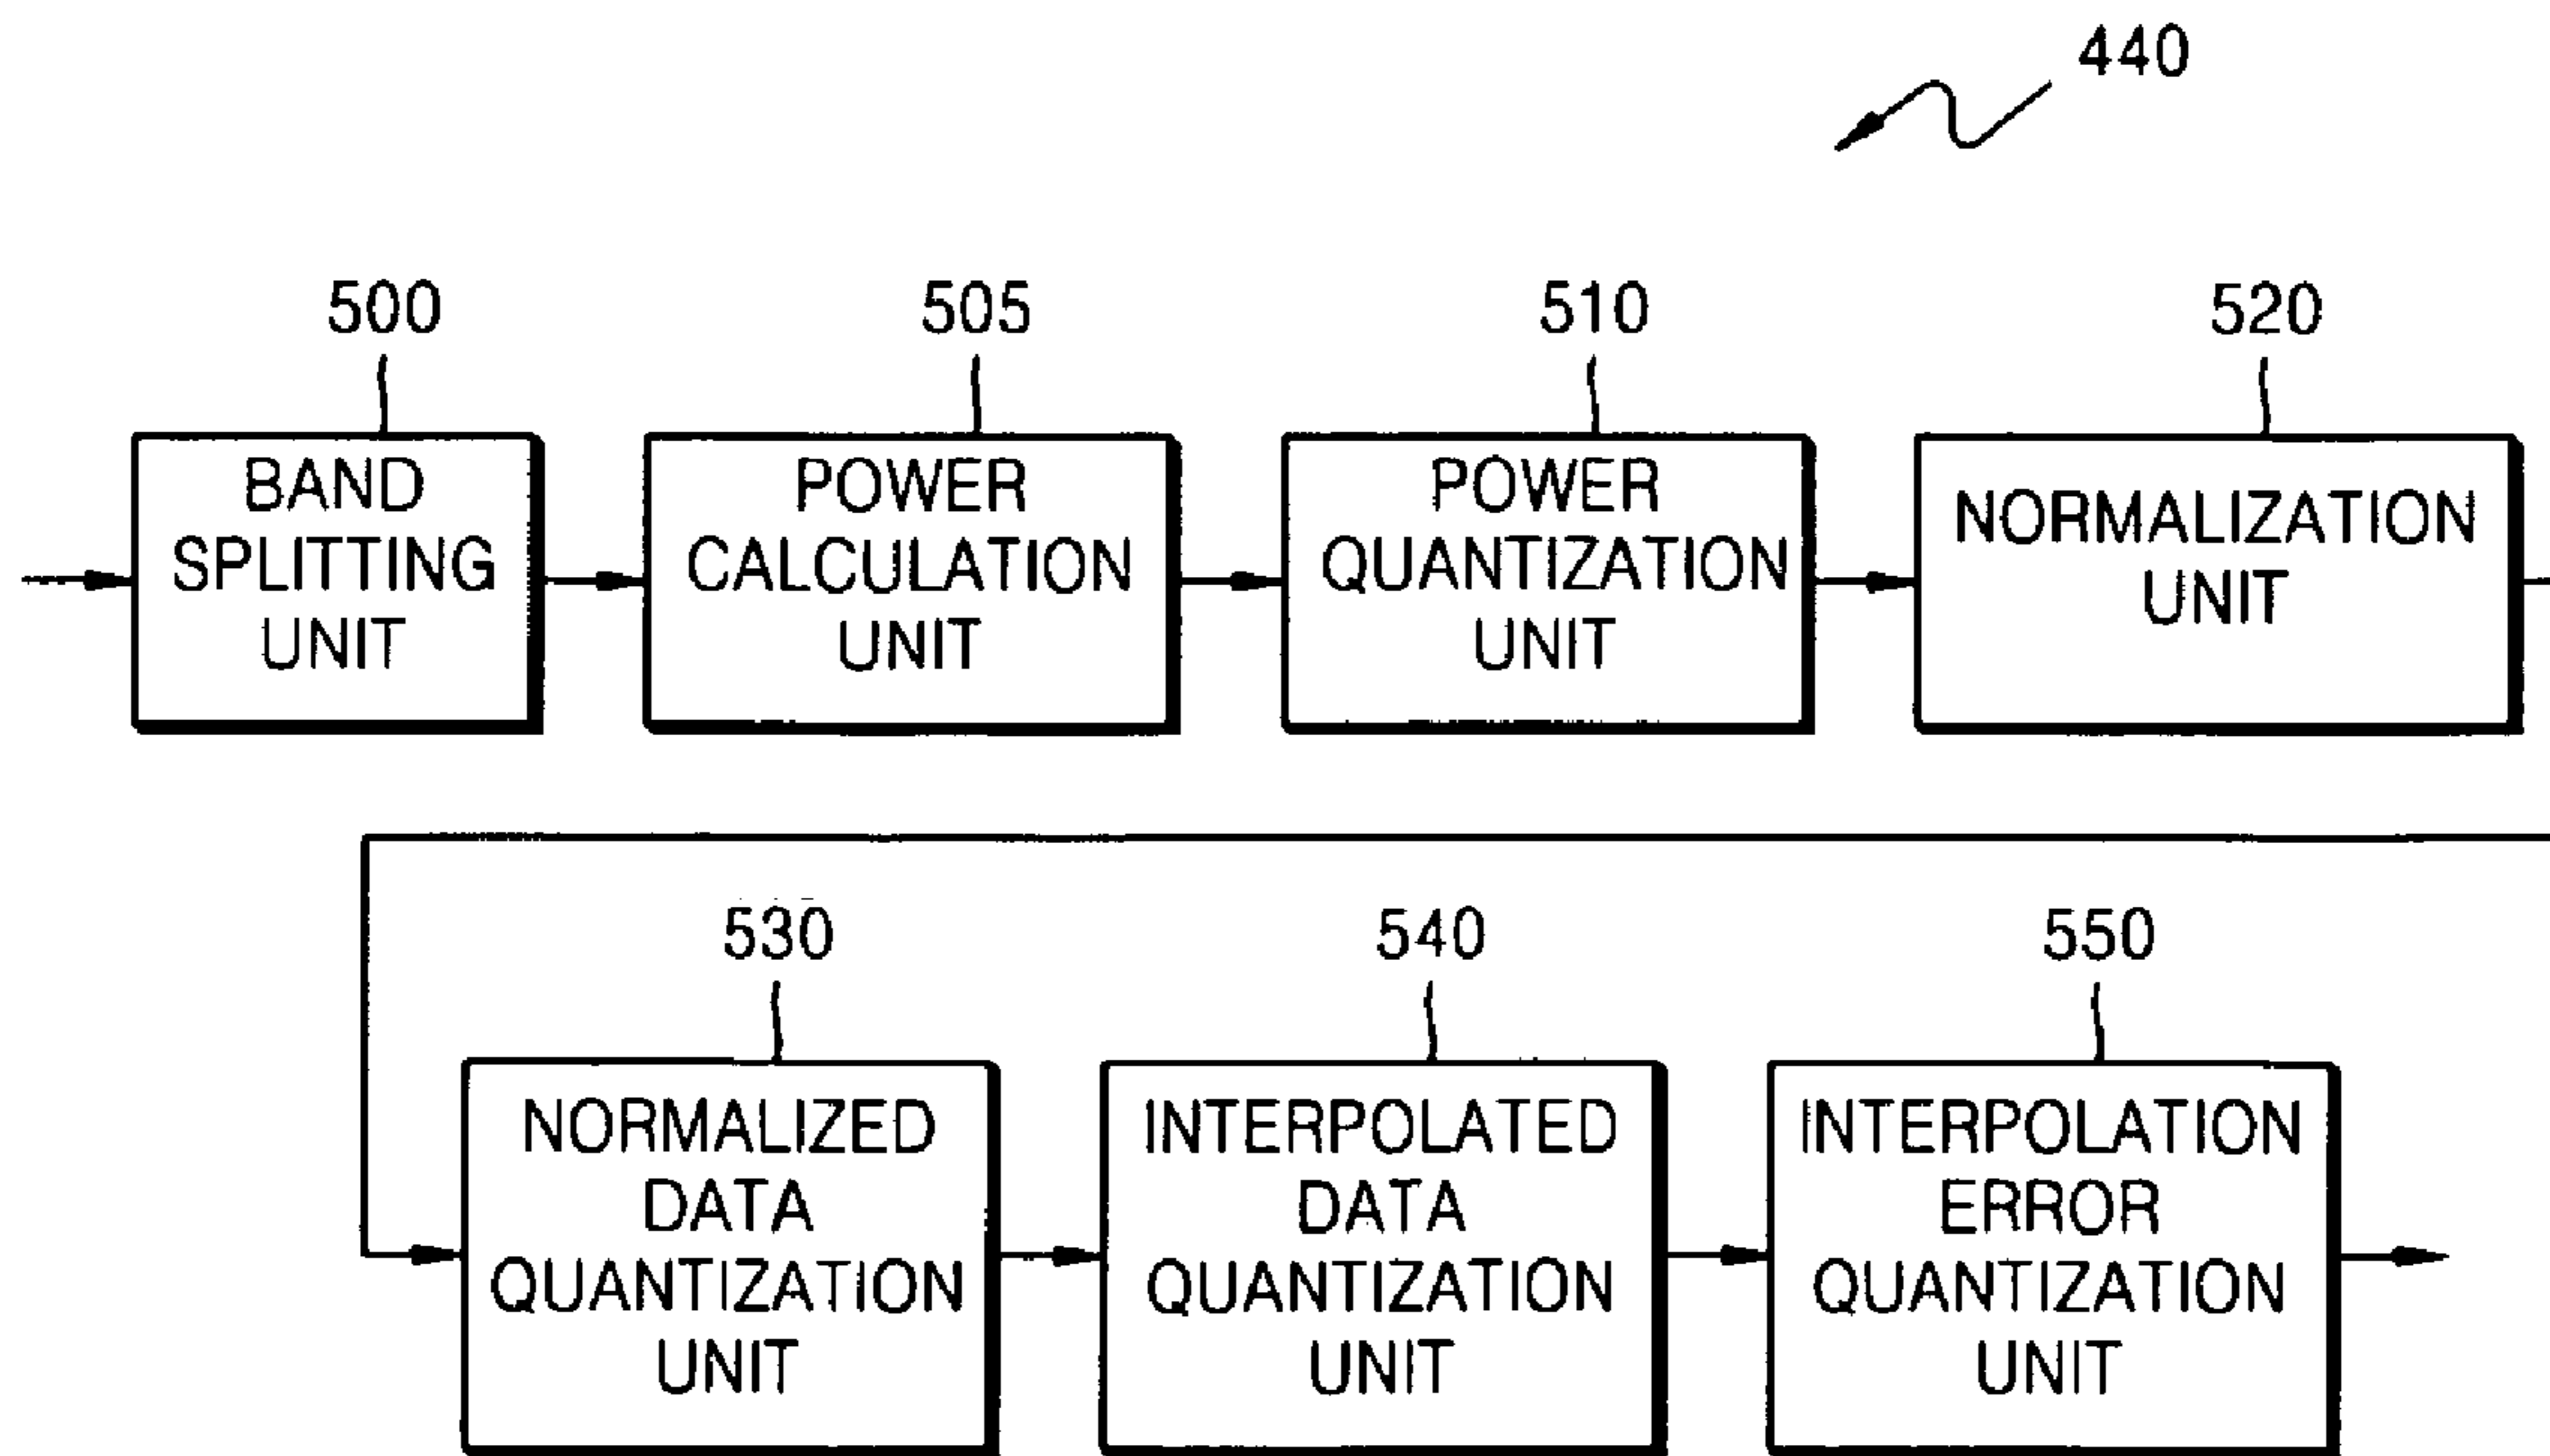 440
500
505
510
520
BAND
SPLITTING
UNIT
POWER
CALCULATION
UNIT
POWER
QUANTIZATION
UNIT
NORMALIZATION
UNIT
530
540
550
NORMALIZED
DATA
QUANTIZATION
UNIT
INTERPOLATED
DATA
QUANTIZATION
UNIT
INTERPOLATION
ERROR
QUANTIZATION
UNIT